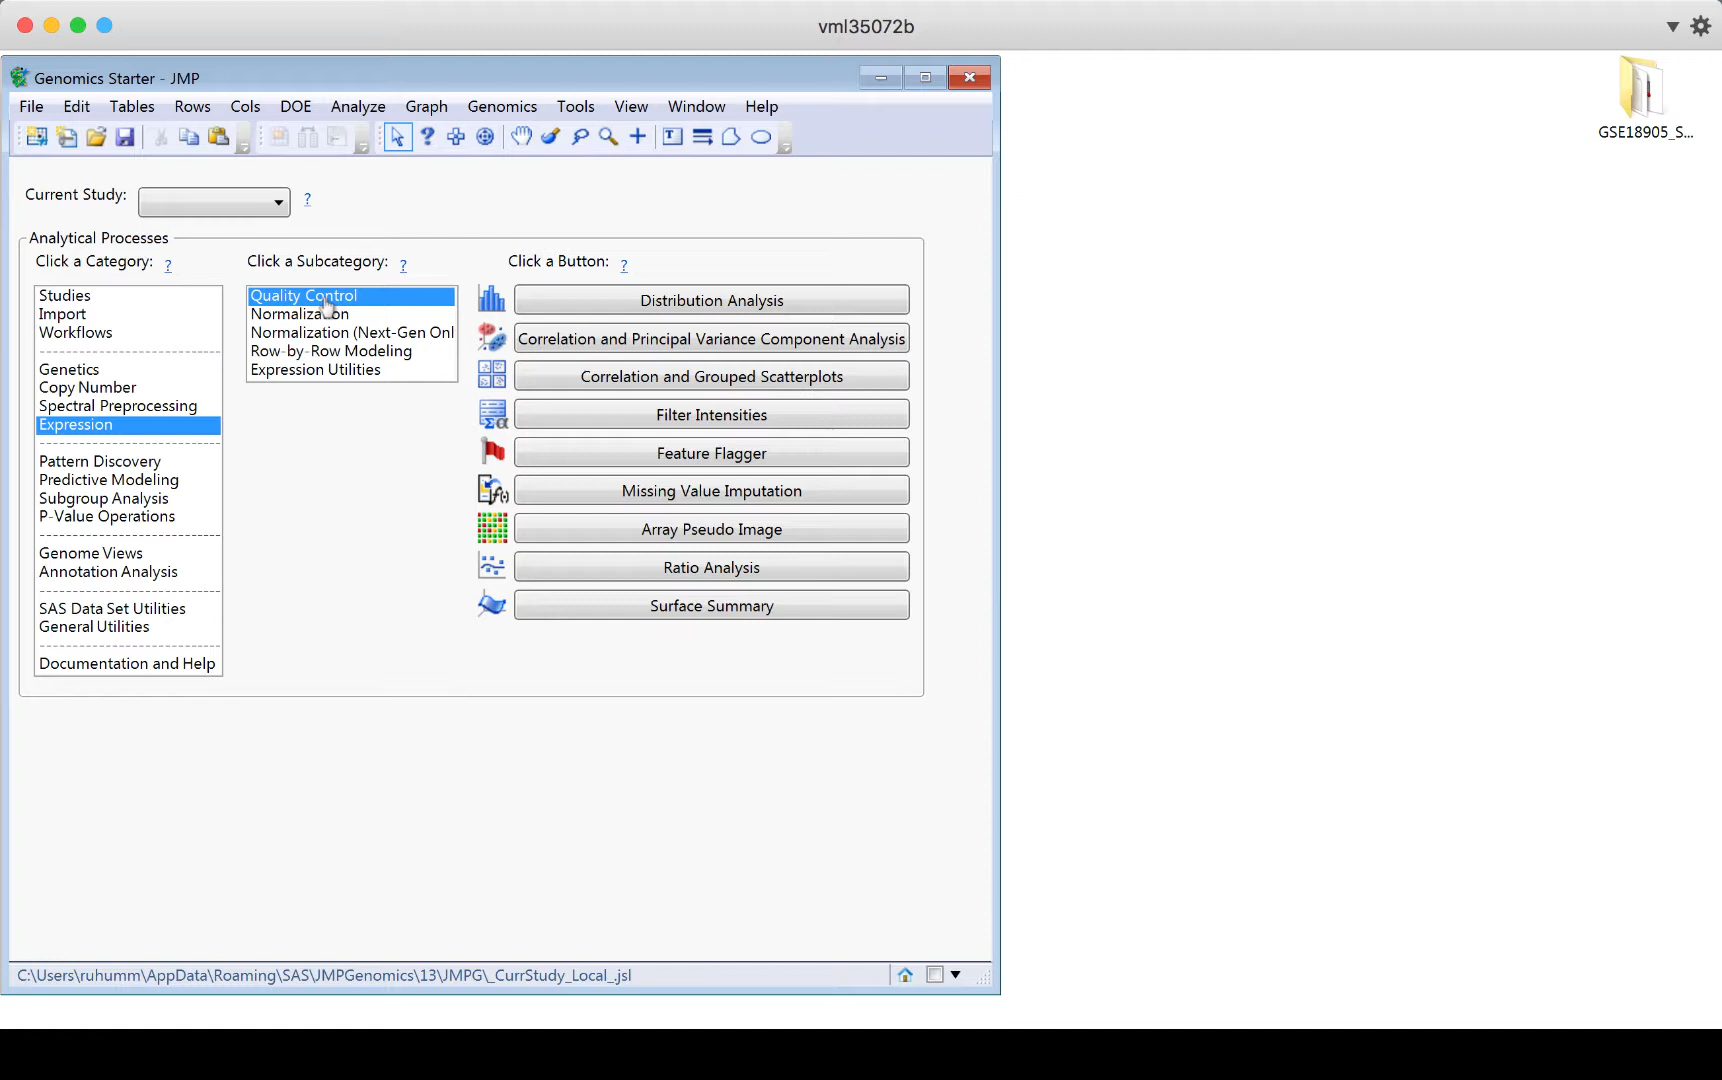 vml35072b
Genomics Starter - JMP
File Edit Tables Rows Cols DOE Analyze Graph Genomics Tools View Window Help
GSE18905_S...
Current Study:
?
Analytical Processes
Click a Category: ?
Click a Subcategory: ?
Click a Button: ?
Studies
Import
Workflows
Genetics
Copy Number
Spectral Preprocessing
Expression
Pattern Discovery
Predictive Modeling
Subgroup Analysis
P-Value Operations
Genome Views
Annotation Analysis
SAS Data Set Utilities
General Utilities
Documentation and Help
Quality Control
Normalization
Normalization (Next-Gen Onl
Row-by-Row Modeling
Expression Utilities
Distribution Analysis
Correlation and Principal Variance Component Analysis
Correlation and Grouped Scatterplots
Filter Intensities
Feature Flagger
Missing Value Imputation
Array Pseudo Image
Ratio Analysis
Surface Summary
C:\Users\ruhumm\AppData\Roaming\SAS\JMPGenomics\13\JMPG\_CurrStudy_Local_.jsl